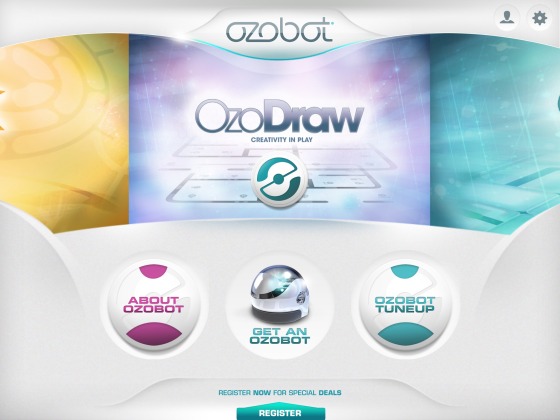 ozobot
OzoDraw
CREATIVITY IN PLAY
ABOUT
OZOBOT
GET AN
OZOBOT
OZOBOT
TUNEUP
REGISTER NOW FOR SPECIAL DEALS
REGISTER